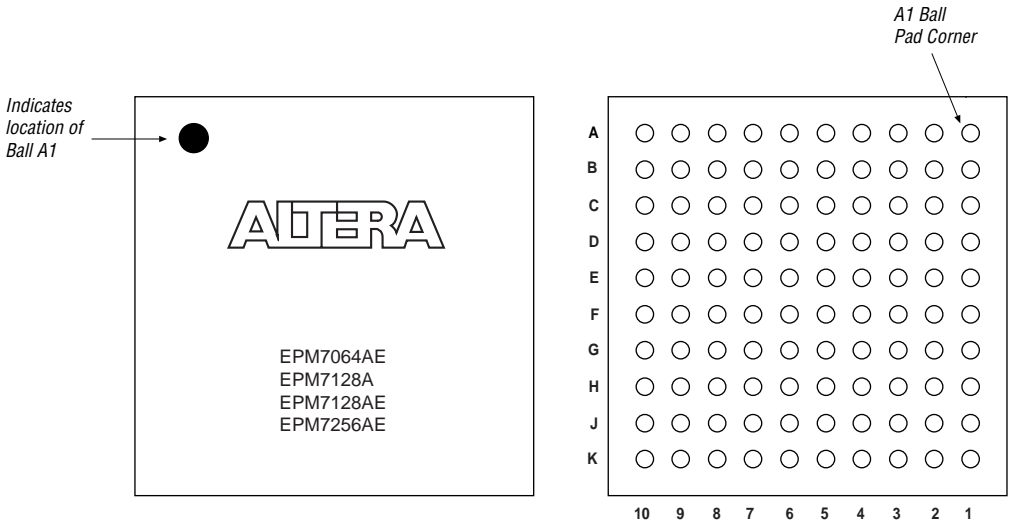 A1 Ball
Pad Corner
Indicates
location of
Ball A1
ALTERA
EPM7064AE
EPM7128A
EPM7128AE
EPM7256AE
A
B
C
D
E
F
G
H
J
K
10 9 8 7 6 5 4 3 2 1